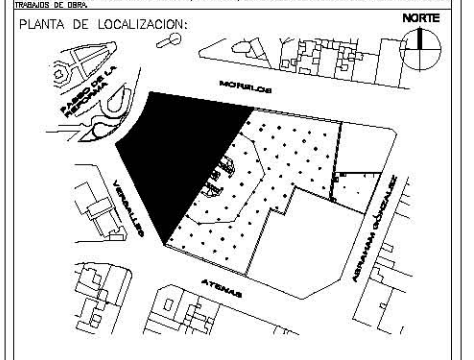 TRABAJOS DE OBRA.
PLANTA DE LOCALIZACION:
NORTE
MORELOS
PASEO DE LA
REFORMA
VERSALLES
ABRAHAM GONZALEZ
ATENAS